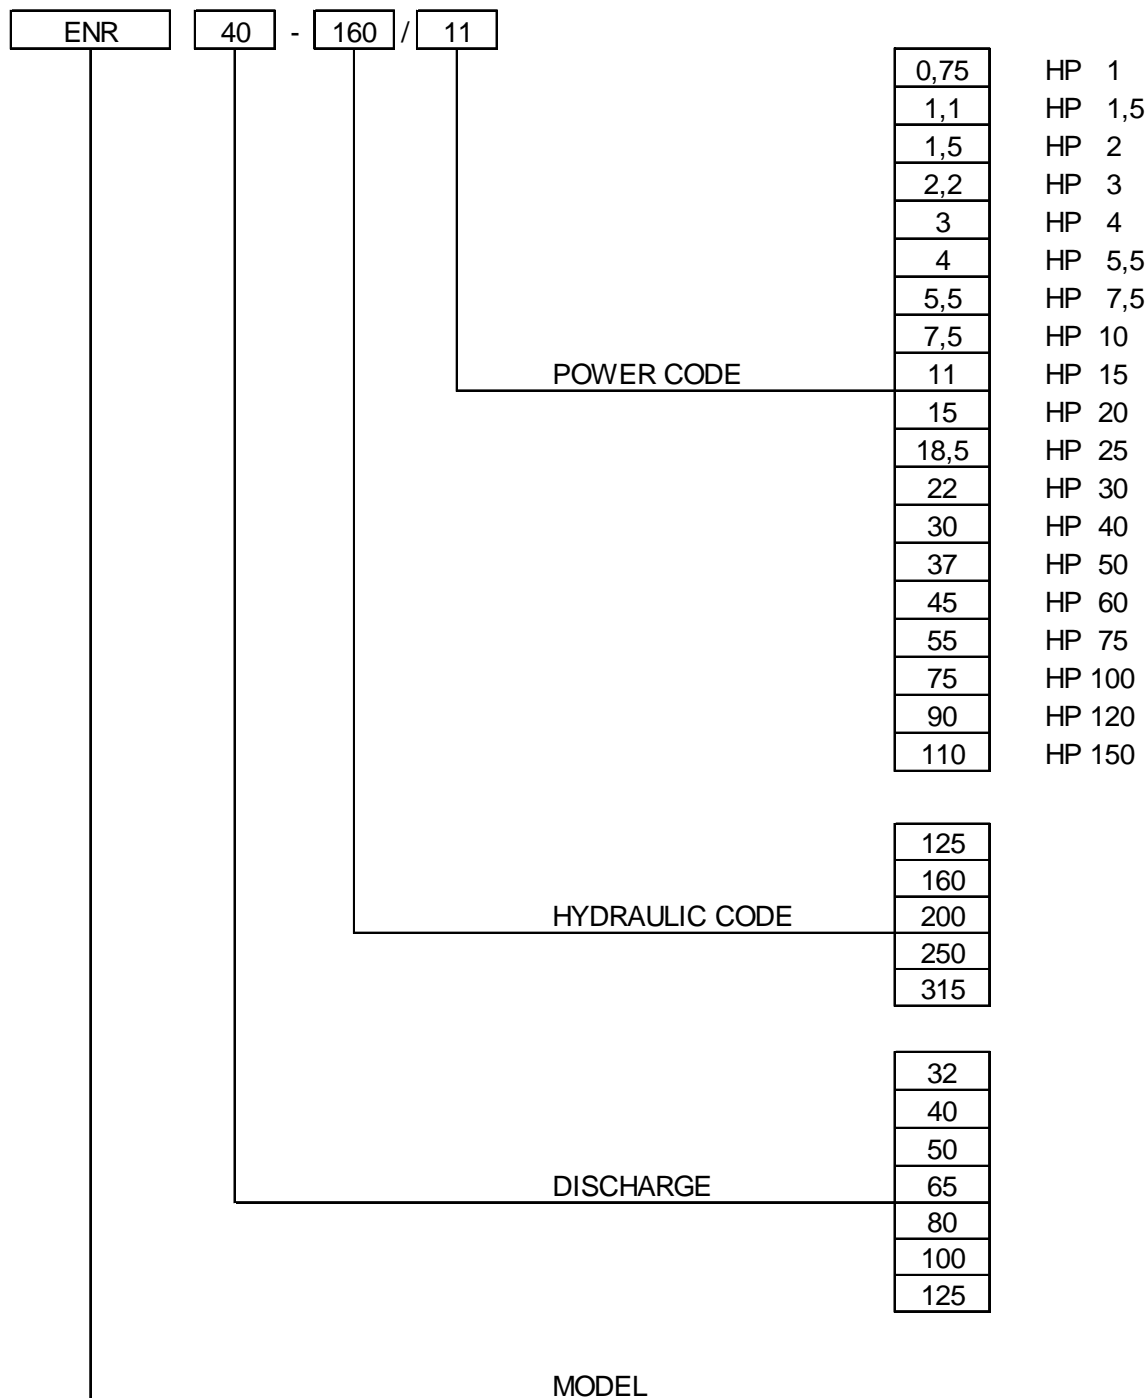 ENR 40 - 160 / 11
0,75 HP 1
1,1 HP 1,5
1,5 HP 2
2,2 HP 3
3 HP 4
4 HP 5,5
5,5 HP 7,5
7,5 HP 10
POWER CODE 11 HP 15
15 HP 20
18,5 HP 25
22 HP 30
30 HP 40
37 HP 50
45 HP 60
55 HP 75
75 HP 100
90 HP 120
110 HP 150
125
160
HYDRAULIC CODE 200
250
315
32
40
50
DISCHARGE 65
80
100
125
MODEL